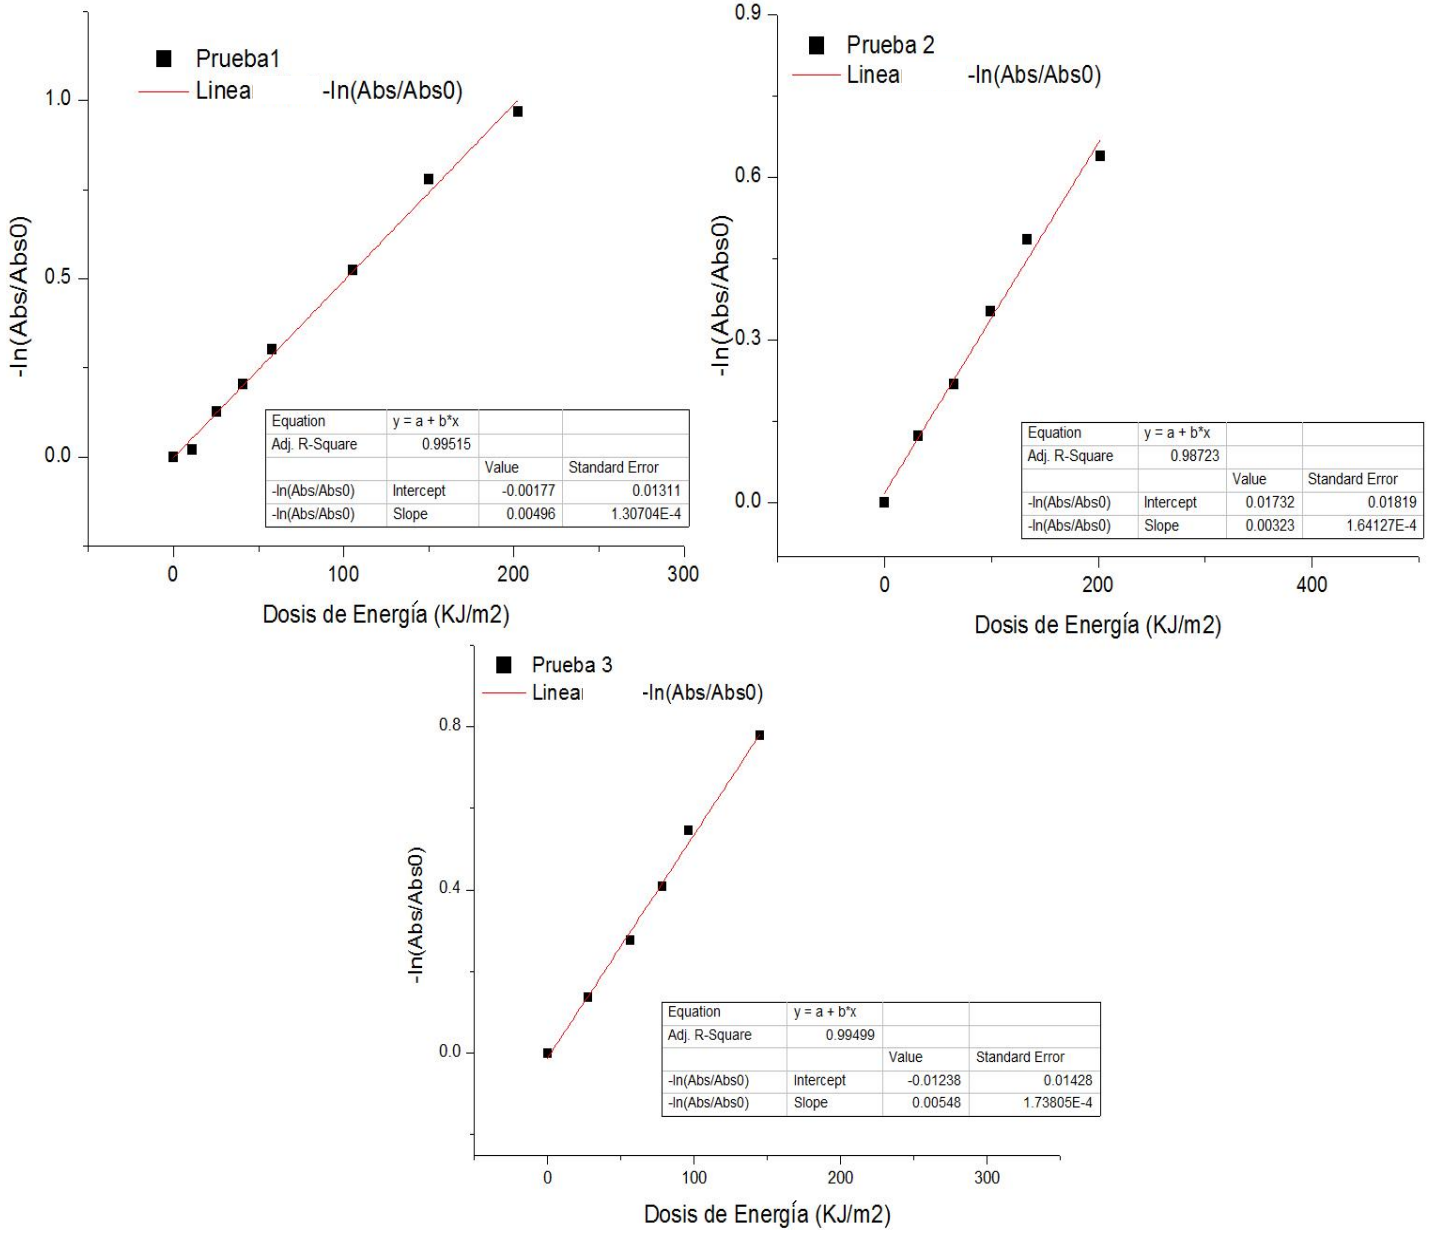 Prueba1
Linear -ln(Abs/Abs0)
1.0
0.5
0.0
-ln(Abs/Abs0)
Equation y = a + b*x
Adj. R-Square 0.99515
Value Standard Error
-ln(Abs/Abs0) Intercept -0.00177 0.01311
-ln(Abs/Abs0) Slope 0.00496 1.30704E-4
0 100 200 300
Dosis de Energía (KJ/m2)
Prueba 2
Linear -ln(Abs/Abs0)
0.9
0.6
0.3
0.0
-ln(Abs/Abs0)
Equation y = a + b*x
Adj. R-Square 0.98723
Value Standard Error
-ln(Abs/Abs0) Intercept 0.01732 0.01819
-ln(Abs/Abs0) Slope 0.00323 1.64127E-4
0 200 400
Dosis de Energía (KJ/m2)
Prueba 3
Linear -ln(Abs/Abs0)
0.8
0.4
0.0
-ln(Abs/Abs0)
Equation y = a + b*x
Adj. R-Square 0.99499
Value Standard Error
-ln(Abs/Abs0) Intercept -0.01238 0.01428
-ln(Abs/Abs0) Slope 0.00548 1.73805E-4
0 100 200 300
Dosis de Energía (KJ/m2)